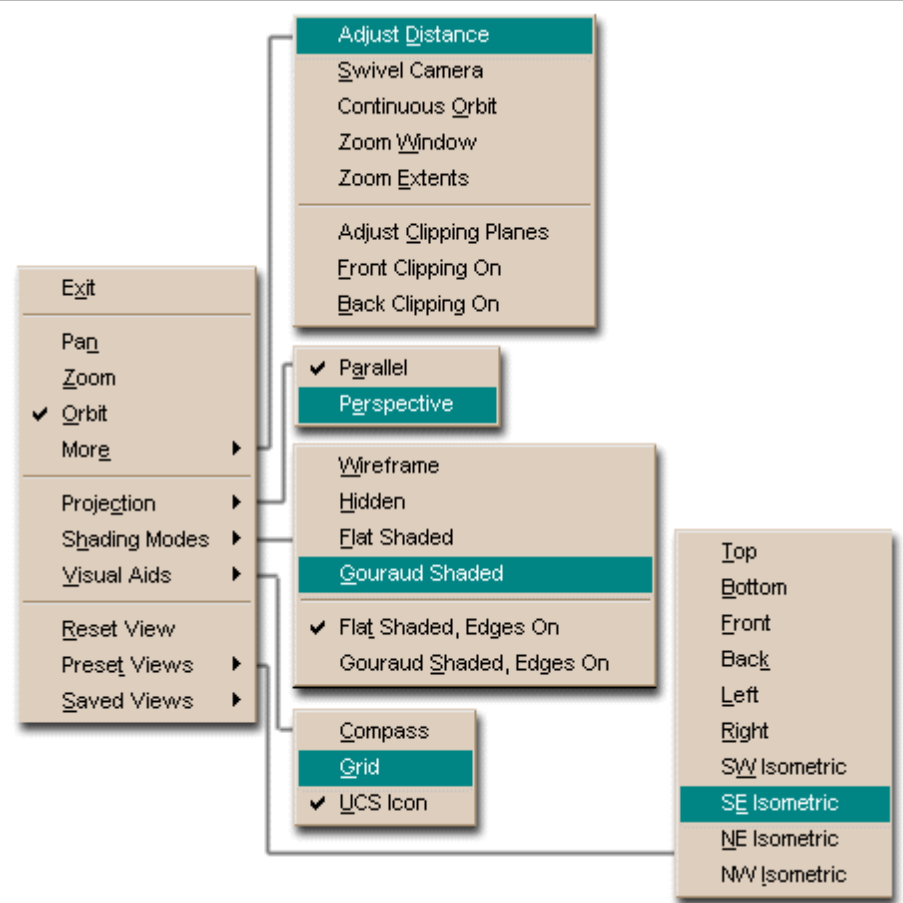 Exit
Pan
Zoom
Orbit
More
Projection
Shading Modes
Visual Aids
Reset View
Preset Views
Saved Views
Adjust Distance
Swivel Camera
Continuous Orbit
Zoom Window
Zoom Extents
Adjust Clipping Planes
Front Clipping On
Back Clipping On
Parallel
Perspective
Wireframe
Hidden
Flat Shaded
Gouraud Shaded
Flat Shaded, Edges On
Gouraud Shaded, Edges On
Compass
Grid
UCS Icon
Top
Bottom
Front
Back
Left
Right
SW Isometric
SE Isometric
NE Isometric
NW Isometric